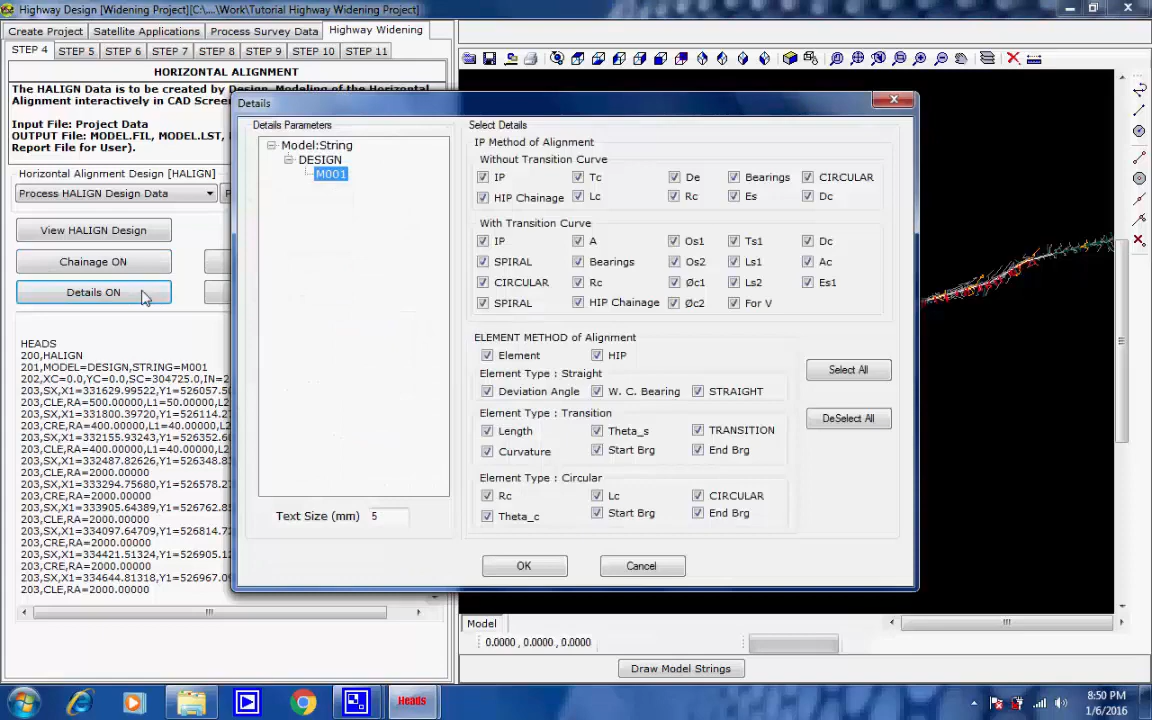 Highway Design [Widening Project][C:\....\Work\Tutorial Highway Widening Project]
Create Project
Satellite Applications
Process Survey Data
Highway Widening
STEP 4
STEP 5
STEP 6
STEP 7
STEP 8
STEP 9
STEP 10
STEP 11
HORIZONTAL ALIGNMENT
The HALIGN Data is to be created by Design. Modeling of the Horizontal
Alignment interactively in CAD Scree
Input File: Project Data
OUTPUT File: MODEL.FIL, MODEL.LST,
Report File for User).
Horizontal Alignment Design [HALIGN]
Process HALIGN Design Data
View HALIGN Design
Chainage ON
Details ON
HEADS
200,HALIGN
201,MODEL=DESIGN,STRING=M001
202,XC=0.0,YC=0.0,SC=304725.0,IN=2
203,SX,X1=331629.99522,Y1=526057.50
203,CLE,RA=500.00000,L1=50.00000,L2
203,SX,X1=331800.39720,Y1=526114.27
203,CRE,RA=400.00000,L1=40.00000,L2
203,SX,X1=332155.93243,Y1=526352.60
203,CLE,RA=400.00000,L1=40.00000,L2
203,SX,X1=332487.82626,Y1=526348.83
203,CLE,RA=2000.00000
203,SX,X1=333294.75680,Y1=526578.27
203,CRE,RA=2000.00000
203,SX,X1=333905.64389,Y1=526762.85
203,CLE,RA=2000.00000
203,SX,X1=334097.64709,Y1=526814.72
203,CRE,RA=2000.00000
203,SX,X1=334421.51324,Y1=526905.12
203,CLE,RA=2000.00000
203,SX,X1=334644.81318,Y1=526967.09
203,CLE,RA=2000.00000
Details
Details Parameters
Model:String
DESIGN
M001
Text Size (mm) 5
Select Details
IP Method of Alignment
Without Transition Curve
IP Tc De Bearings CIRCULAR
HIP Chainage Lc Rc Es Dc
With Transition Curve
IP A Os1 Ts1 Dc
SPIRAL Bearings Os2 Ls1 Ac
CIRCULAR Rc Øc1 Ls2 Es1
SPIRAL HIP Chainage Øc2 For V
ELEMENT METHOD of Alignment
Element HIP
Element Type : Straight
Deviation Angle W. C. Bearing STRAIGHT
Element Type : Transition
Length Theta_s TRANSITION
Curvature Start Brg End Brg
Element Type : Circular
Rc Lc CIRCULAR
Theta_c Start Brg End Brg
Select All
DeSelect All
OK
Cancel
Model
0.0000 , 0.0000 , 0.0000
Draw Model Strings
Heads
8:50 PM
1/6/2016